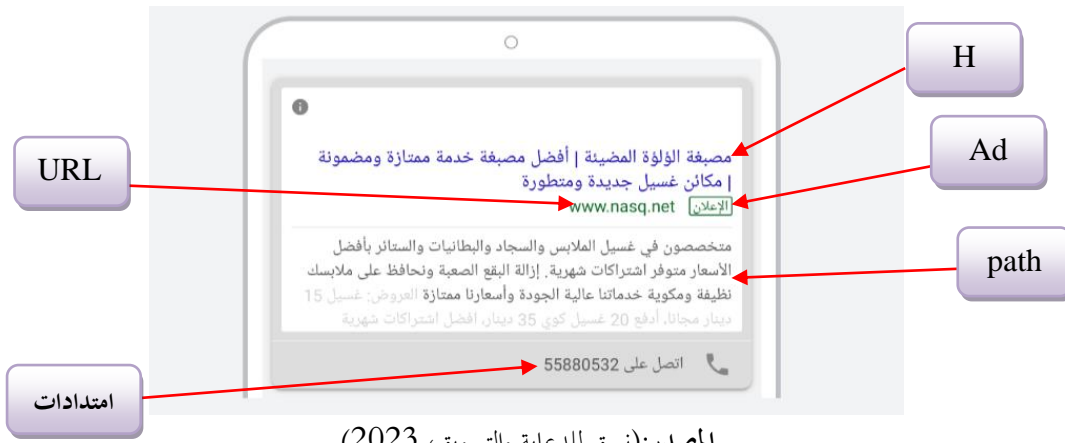 H
مصبغة الؤلؤة المضيئة | أفضل مصبغة خدمة ممتازة ومضمونة
| مكائن غسيل جديدة ومتطورة
Ad
URL
الإعلان www.nasq.net
متخصصون في غسيل الملابس والسجاد والبطانيات والستائر بأفضل
الأسعار متوفر اشتراكات شهرية. إزالة البقع الصعبة ونحافظ على ملابسك
نظيفة ومكوية خدماتنا عالية الجودة وأسعارنا ممتازة العروض: غسيل 15
دينار مجانا، أدفع 20 غسيل كوي 35 دينار، افضل اشتراكات شهرية
path
اتصل على 55880532
امتدادات
(2023